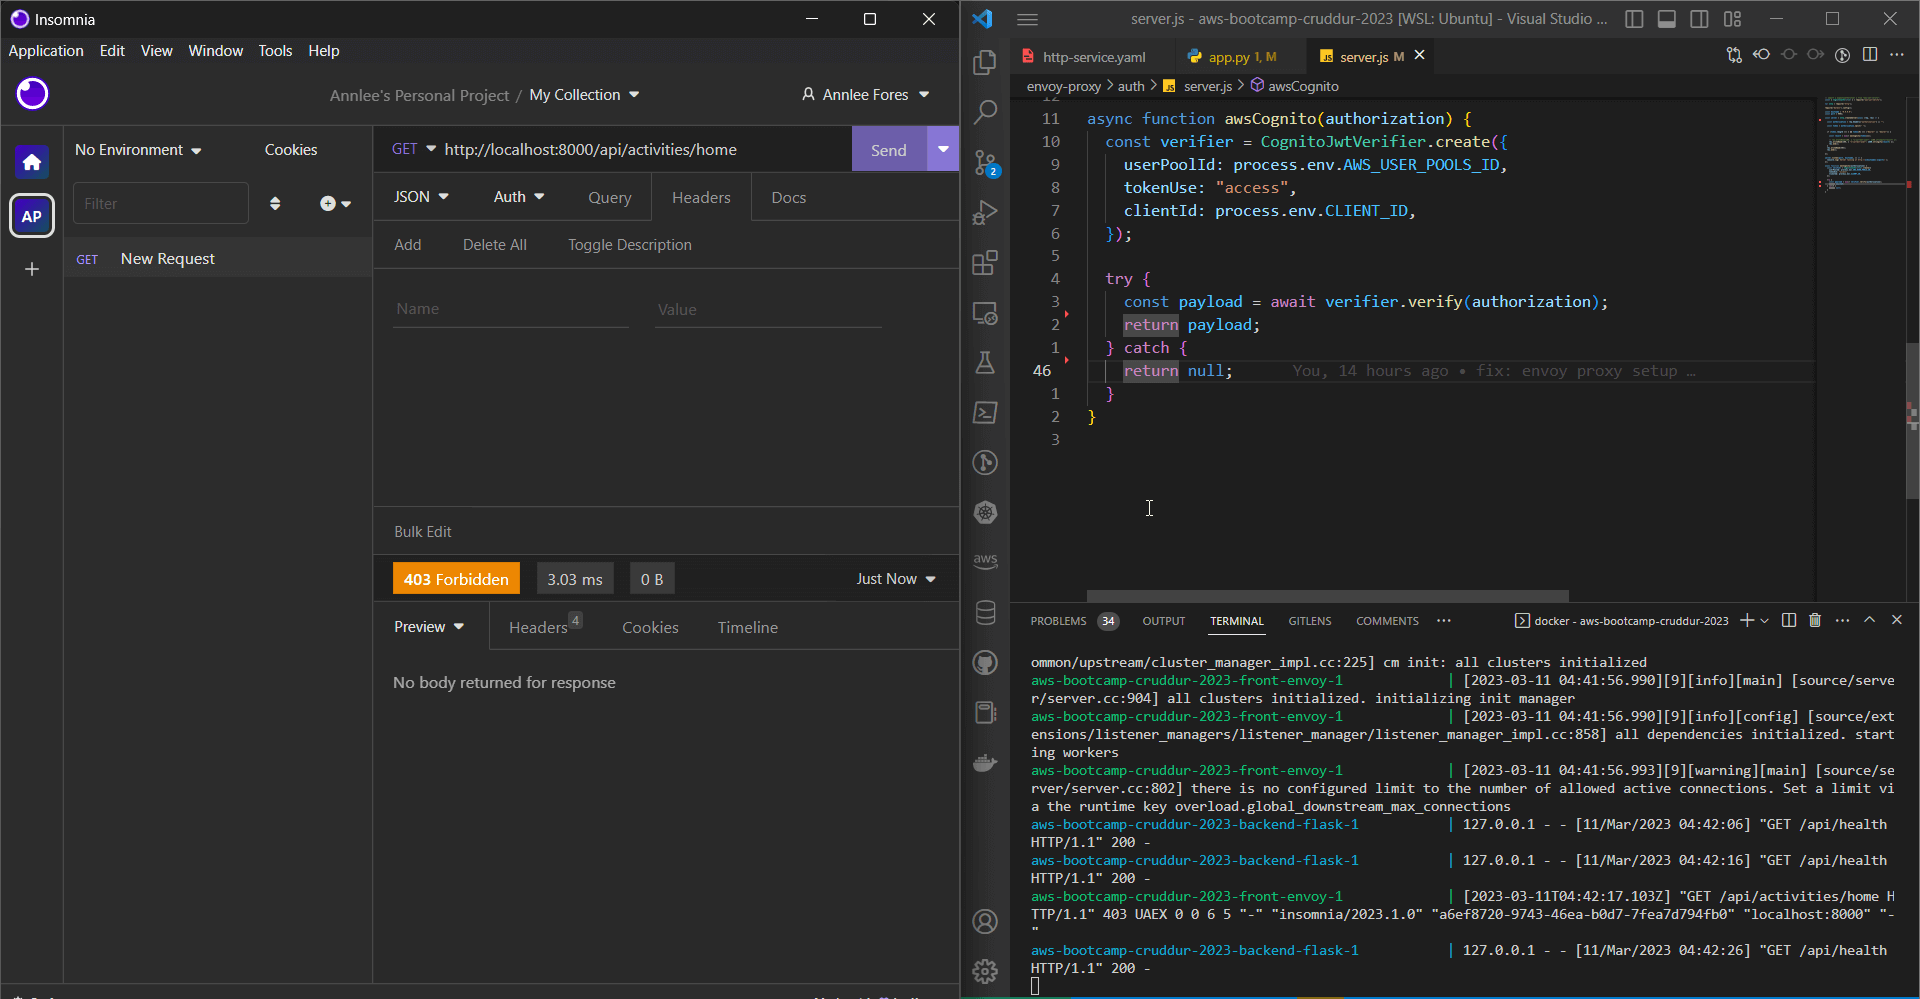 Insomnia
Application Edit View Window Tools Help
Annlee's Personal Project / My Collection
Annlee Fores
No Environment
Cookies
Filter
AP
GET New Request
GET http://localhost:8000/api/activities/home
Send
JSON Auth Query Headers Docs
Add Delete All Toggle Description
Name Value
Bulk Edit
403 Forbidden 3.03 ms 0 B Just Now
Preview Headers 4 Cookies Timeline
No body returned for response
server.js - aws-bootcamp-cruddur-2023 [WSL: Ubuntu] - Visual Studio ...
http-service.yaml app.py 1, M JS server.js M
envoy-proxy > auth > JS server.js > awsCognito
2
aws
11 async function awsCognito(authorization) {
10 const verifier = CognitoJwtVerifier.create({
9 userPoolId: process.env.AWS_USER_POOLS_ID,
8 tokenUse: "access",
7 clientId: process.env.CLIENT_ID,
6 });
5
4 try {
3 const payload = await verifier.verify(authorization);
2 return payload;
1 } catch {
46 return null; You, 14 hours ago • fix: envoy proxy setup …
1 }
2 }
3
PROBLEMS 34 OUTPUT TERMINAL GITLENS COMMENTS ··· docker - aws-bootcamp-cruddur-2023
ommon/upstream/cluster_manager_impl.cc:225] cm init: all clusters initialized
aws-bootcamp-cruddur-2023-front-envoy-1 | [2023-03-11 04:41:56.990][9][info][main] [source/serve
r/server.cc:904] all clusters initialized. initializing init manager
aws-bootcamp-cruddur-2023-front-envoy-1 | [2023-03-11 04:41:56.990][9][info][config] [source/ext
ensions/listener_managers/listener_manager/listener_manager_impl.cc:858] all dependencies initialized. start
ing workers
aws-bootcamp-cruddur-2023-front-envoy-1 | [2023-03-11 04:41:56.993][9][warning][main] [source/se
rver/server.cc:802] there is no configured limit to the number of allowed active connections. Set a limit vi
a the runtime key overload.global_downstream_max_connections
aws-bootcamp-cruddur-2023-backend-flask-1 | 127.0.0.1 - - [11/Mar/2023 04:42:06] "GET /api/health
HTTP/1.1" 200 -
aws-bootcamp-cruddur-2023-backend-flask-1 | 127.0.0.1 - - [11/Mar/2023 04:42:16] "GET /api/health
HTTP/1.1" 200 -
aws-bootcamp-cruddur-2023-front-envoy-1 | [2023-03-11T04:42:17.103Z] "GET /api/activities/home H
TTP/1.1" 403 UAEX 0 0 6 5 "-" "insomnia/2023.1.0" "a6ef8720-9743-46ea-b0d7-7fea7d794fb0" "localhost:8000" "-
"
aws-bootcamp-cruddur-2023-backend-flask-1 | 127.0.0.1 - - [11/Mar/2023 04:42:26] "GET /api/health
HTTP/1.1" 200 -